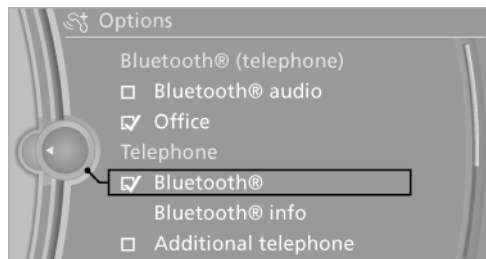 Options
Bluetooth® (telephone)
Bluetooth® audio
Office
Telephone
Bluetooth®
Bluetooth® info
Additional telephone